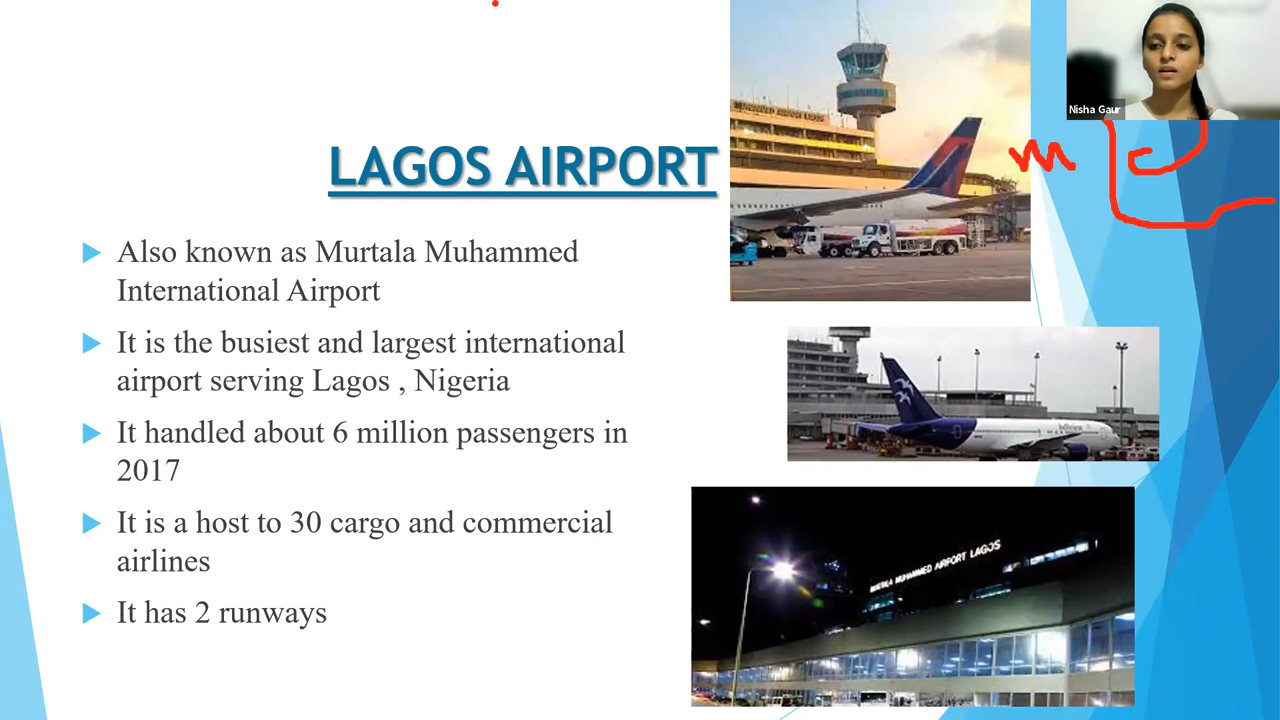 LAGOS AIRPORT
Also known as Murtala Muhammed
International Airport
It is the busiest and largest international
airport serving Lagos , Nigeria
It handled about 6 million passengers in
2017
It is a host to 30 cargo and commercial
airlines
It has 2 runways
Nisha Gaur
m
MURTALA MUHAMMED AIRPORT LAGOS